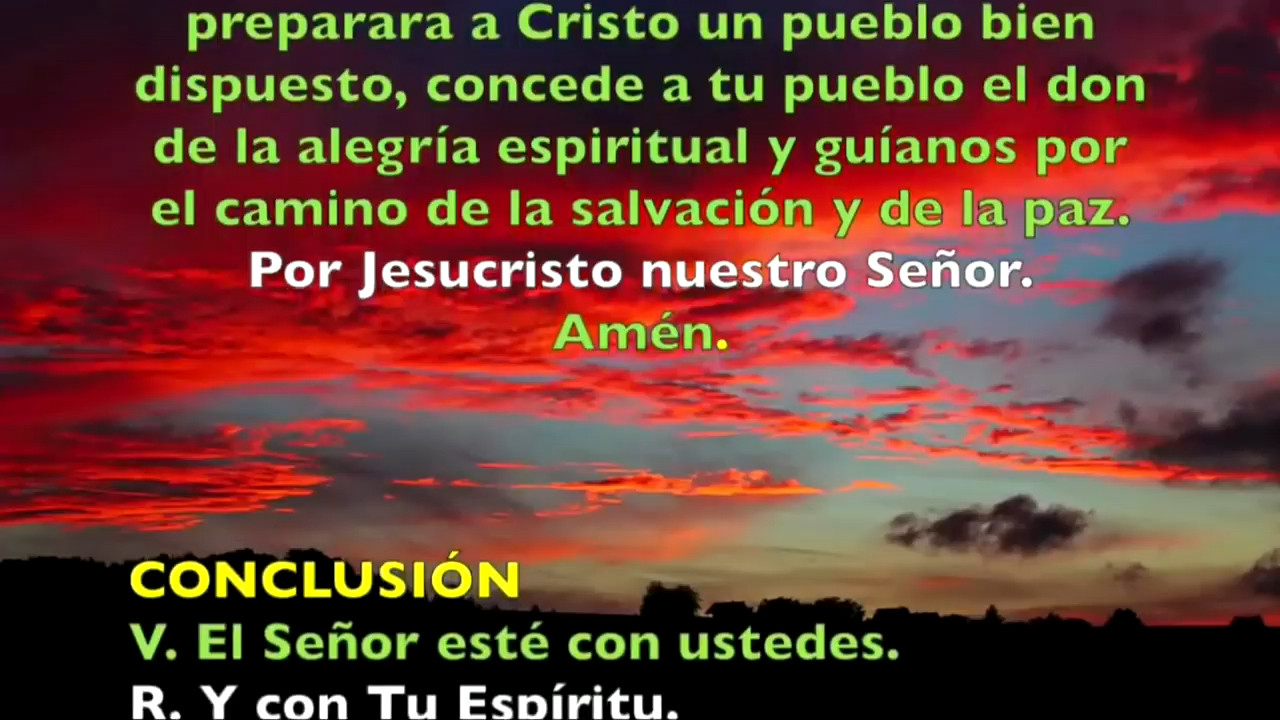 preparara a Cristo un pueblo bien
dispuesto, concede a tu pueblo el don
de la alegría espiritual y guíanos por
el camino de la salvación y de la paz.
Por Jesucristo nuestro Señor.
Amén.
CONCLUSIÓN
V. El Señor esté con ustedes.
R. Y con Tu Espíritu.